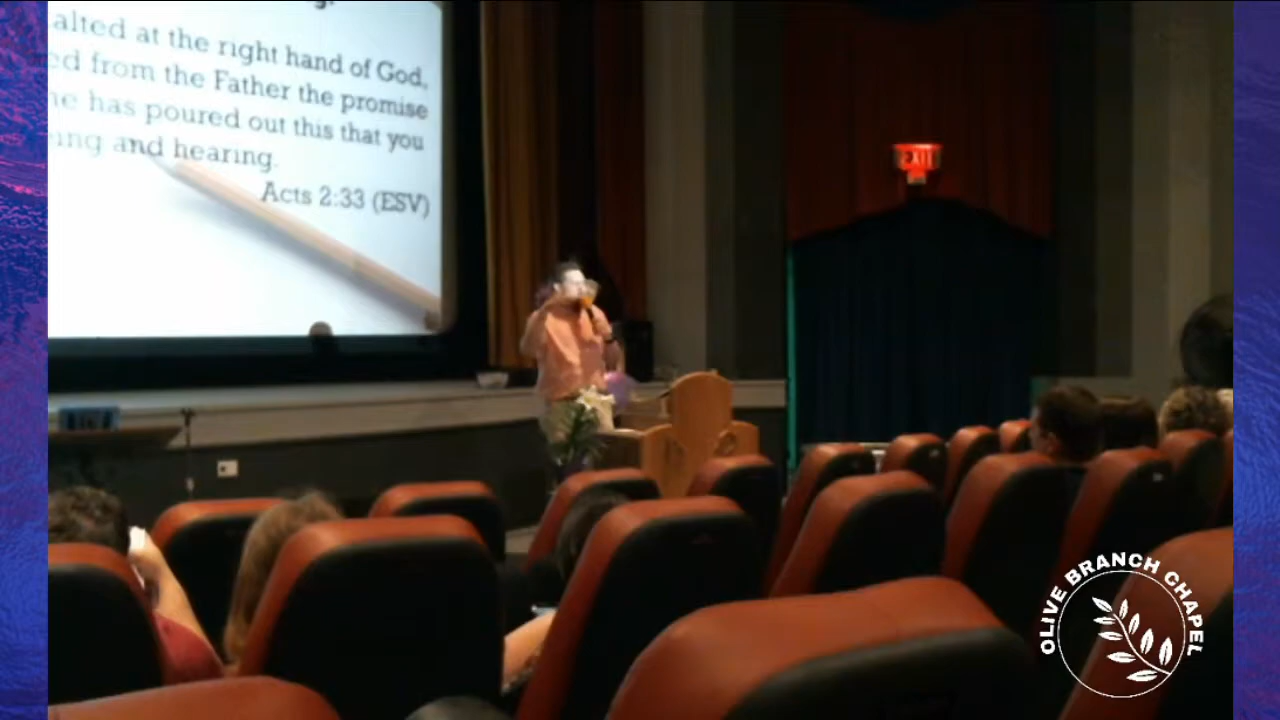 alted at the right hand of God,
ed from the Father the promise
he has poured out this that you
ing and hearing.
Acts 2:33 (ESV)
EXIT
OLIVE BRANCH CHAPEL